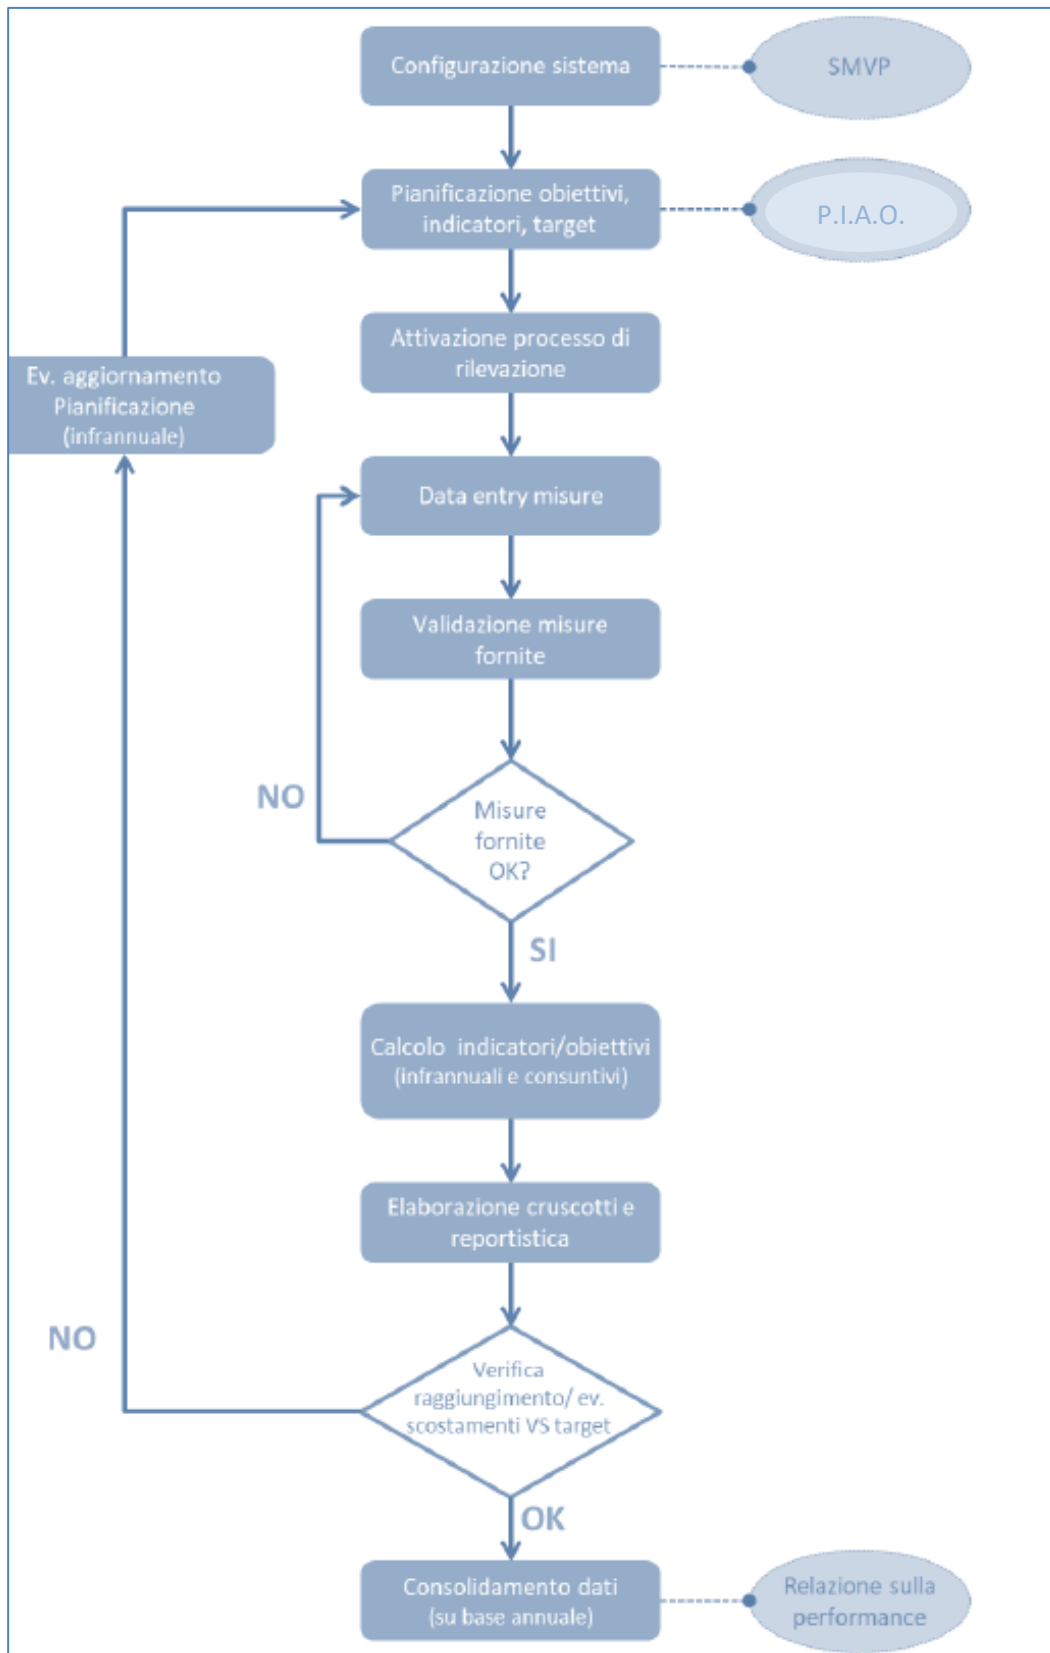 Configurazione sistema
SMVP
Pianificazione obiettivi,
indicatori, target
P.I.A.O.
Attivazione processo di
rilevazione
Ev. aggiornamento
Pianificazione
(infrannuale)
Data entry misure
Validazione misure
fornite
NO
Misure
fornite
OK?
SI
Calcolo indicatori/obiettivi
(infrannuali e consuntivi)
Elaborazione cruscotti e
reportistica
NO
Verifica
raggiungimento/ ev.
scostamenti VS target
OK
Consolidamento dati
(su base annuale)
Relazione sulla
performance